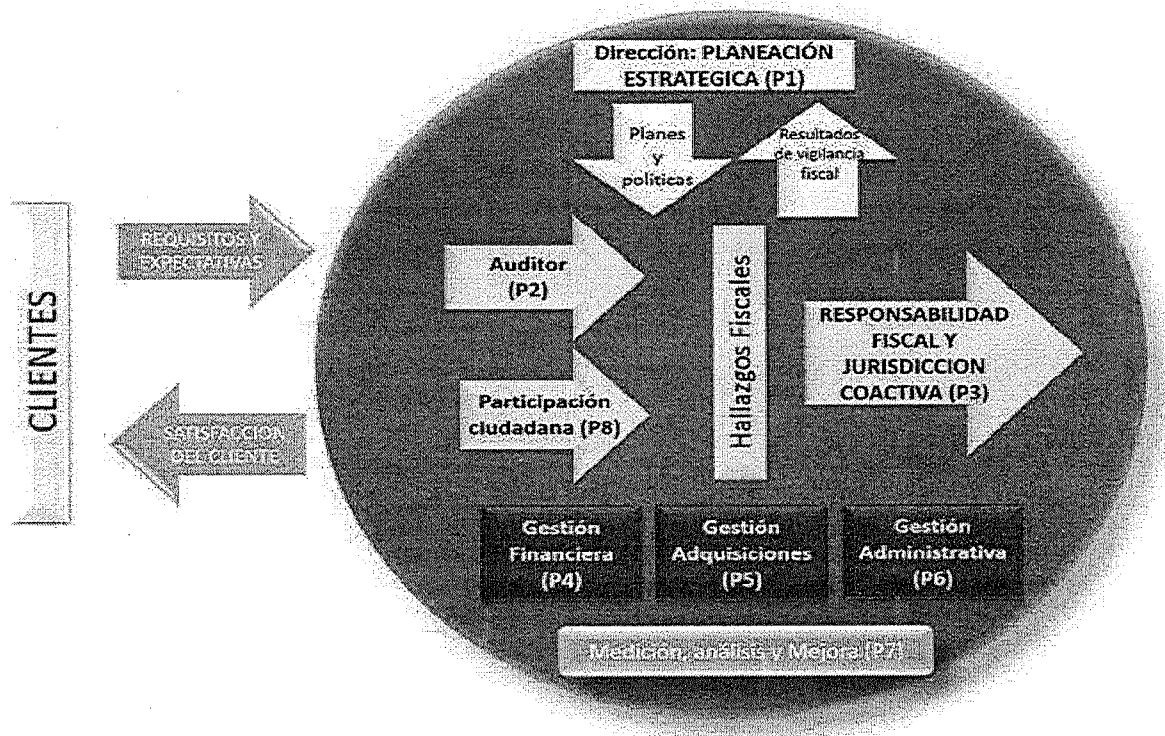 Dirección: PLANEACIÓN
ESTRATEGICA (P1)
Planes
y
políticas
Resultados
de vigilancia
fiscal
CLIENTES
REQUISITOS Y
EXPECTATIVAS
SATISFACCION
DEL CLIENTE
Auditor
(P2)
Participación
ciudadana (P8)
Hallazgos Fiscales
RESPONSABILIDAD
FISCAL Y
JURISDICCION
COACTIVA (P3)
Gestión
Financiera
(P4)
Gestión
Adquisiciones
(P5)
Gestión
Administrativa
(P6)
Medición, análisis y Mejora (P7)